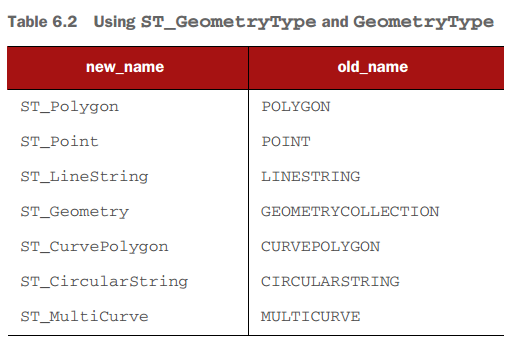 Table 6.2 Using ST_GeometryType and GeometryType
new_name old_name
ST_Polygon POLYGON
ST_Point POINT
ST_LineString LINESTRING
ST_Geometry GEOMETRYCOLLECTION
ST_CurvePolygon CURVEPOLYGON
ST_CircularString CIRCULARSTRING
ST_MultiCurve MULTICURVE